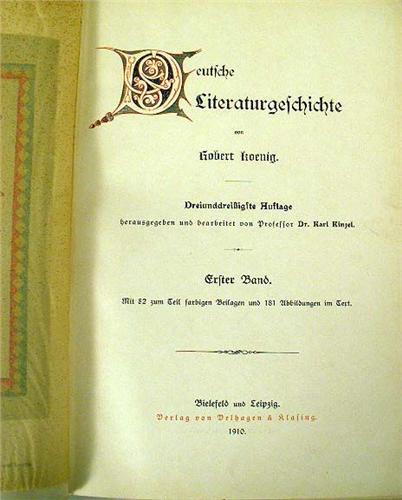 Deutsche
Literaturgeschichte
von
Robert Koenig.
Dreiunddreißigste Auflage
herausgegeben und bearbeitet von Professor Dr. Karl Kinzel.
Erster Band.
Mit 82 zum Teil farbigen Beilagen und 181 Abbildungen im Text.
Bielefeld und Leipzig.
Verlag von Velhagen & Klasing.
1910.